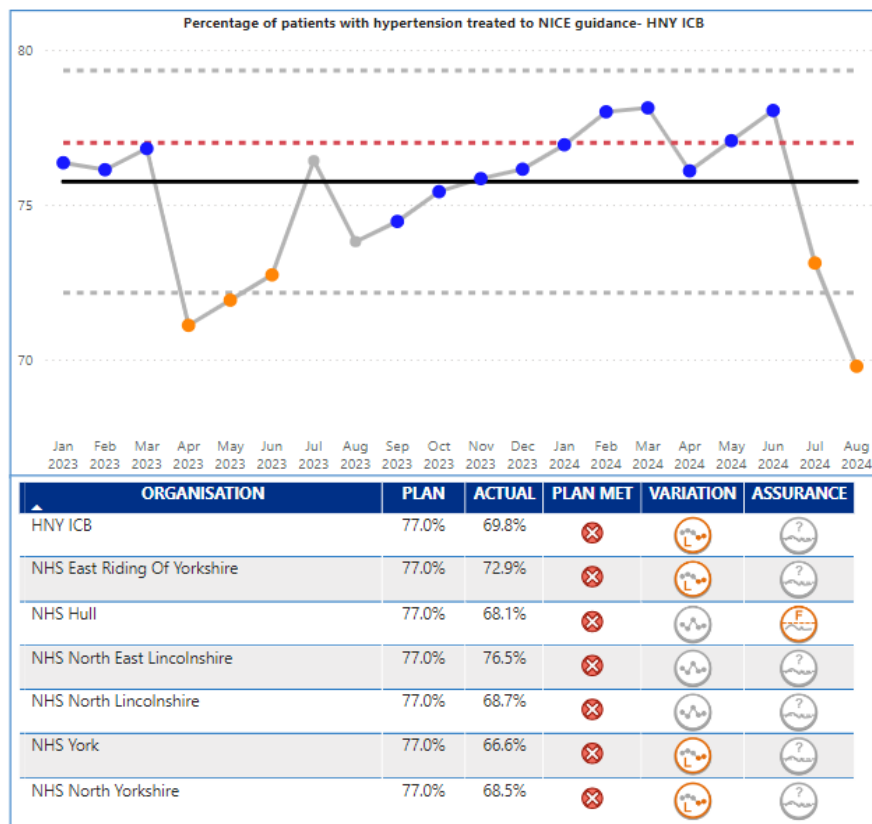 Percentage of patients with hypertension treated to NICE guidance- HNY ICB
80
75
70
Jan Feb Mar Apr May Jun Jul Aug Sep Oct Nov Dec Jan Feb Mar Apr May Jun Jul Aug
2023 2023 2023 2023 2023 2023 2023 2023 2023 2023 2023 2023 2024 2024 2024 2024 2024 2024 2024 2024
ORGANISATION PLAN ACTUAL PLAN MET VARIATION ASSURANCE
HNY ICB 77.0% 69.8% L ?
NHS East Riding Of Yorkshire 77.0% 72.9% L ?
NHS Hull 77.0% 68.1% F
NHS North East Lincolnshire 77.0% 76.5% ?
NHS North Lincolnshire 77.0% 68.7% ?
NHS York 77.0% 66.6% L ?
NHS North Yorkshire 77.0% 68.5% L ?